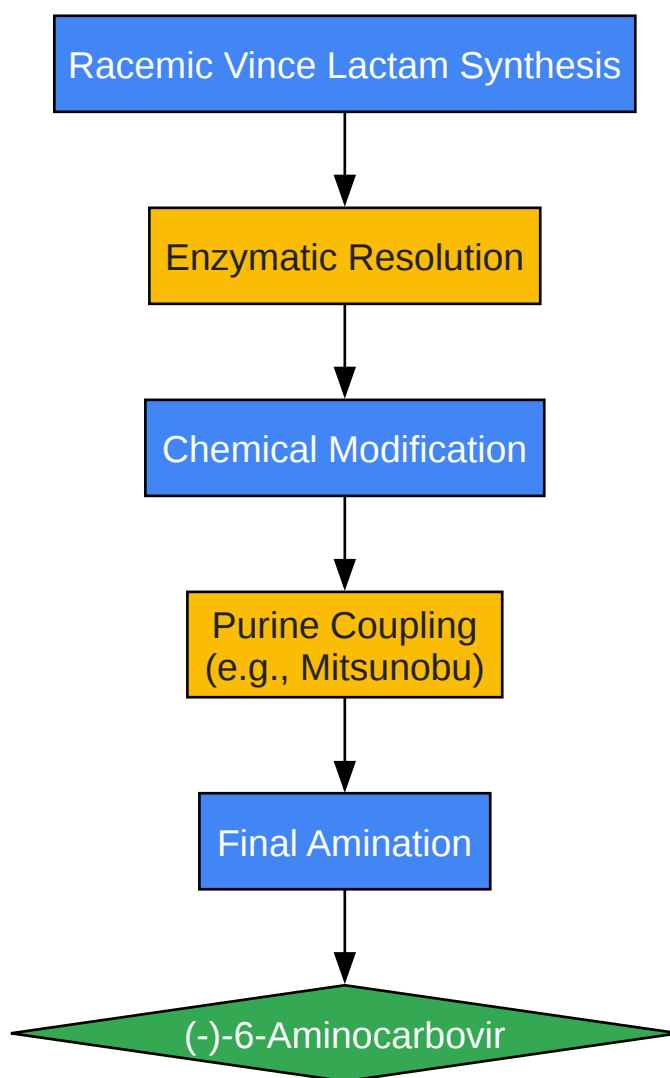 Racemic Vince Lactam Synthesis
Enzymatic Resolution
Chemical Modification
Purine Coupling
(e.g., Mitsunobu)
Final Amination
(-)-6-Aminocarbovir